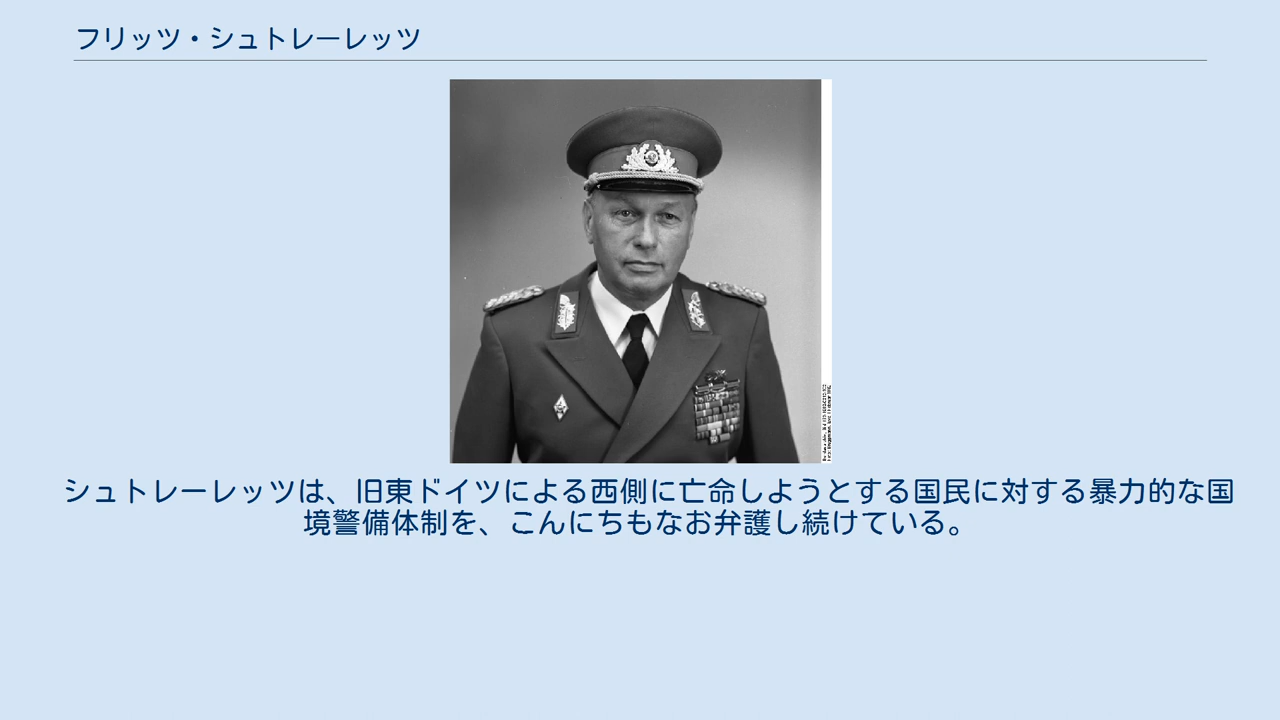 フリッツ・シュトレーレッツ
シュトレーレッツは、旧東ドイツによる西側に亡命しようとする国民に対する暴力的な国
境警備体制を、こんにちもなお弁護し続けている。